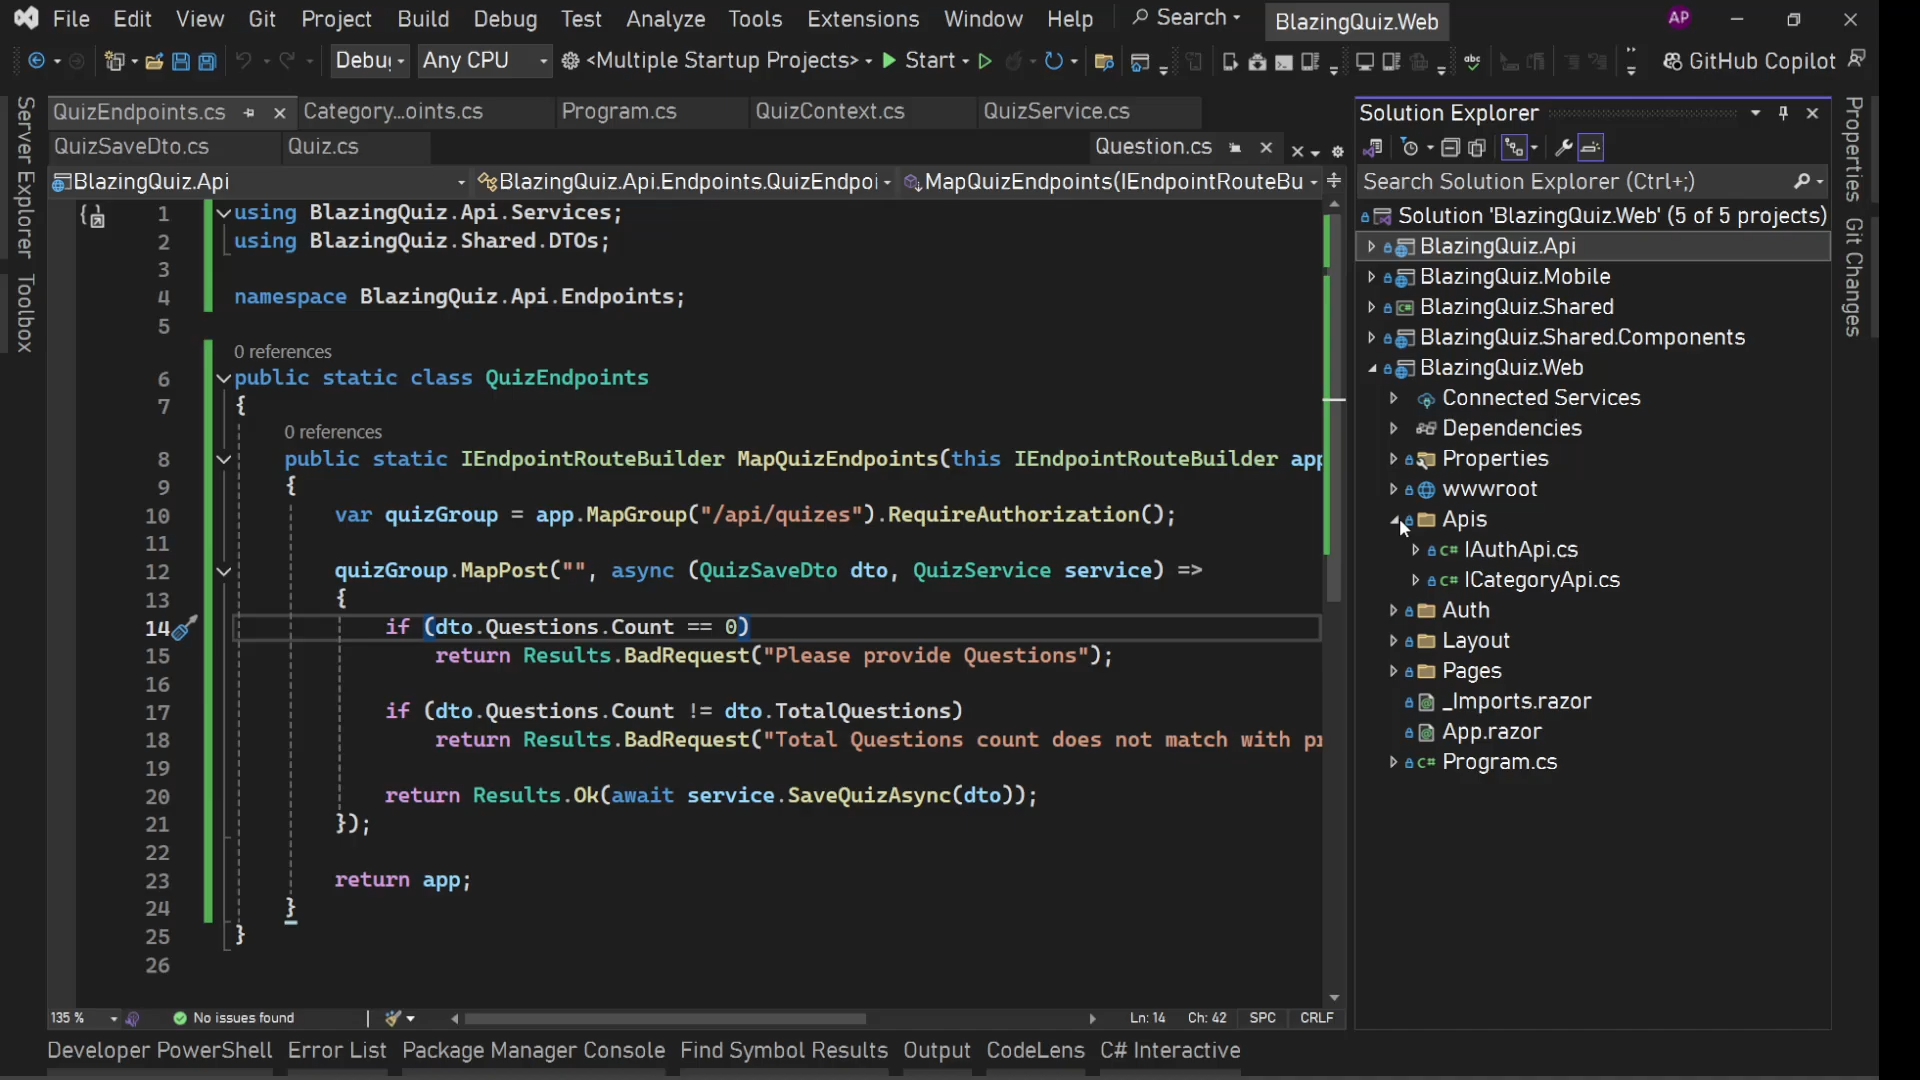 File Edit View Git Project Build Debug Test Analyze Tools Extensions Window Help Search BlazingQuiz.Web AP
Debu Any CPU <Multiple Startup Projects> Start GitHub Copilot
Server Explorer
Toolbox
QuizEndpoints.cs Category...oints.cs Program.cs QuizContext.cs QuizService.cs
QuizSaveDto.cs Quiz.cs Question.cs
BlazingQuiz.Api BlazingQuiz.Api.Endpoints.QuizEndpoi MapQuizEndpoints(IEndpointRouteBu
1 using BlazingQuiz.Api.Services;
2 using BlazingQuiz.Shared.DTOs;
3
4 namespace BlazingQuiz.Api.Endpoints;
5
0 references
6 public static class QuizEndpoints
7 {
0 references
8 public static IEndpointRouteBuilder MapQuizEndpoints(this IEndpointRouteBuilder app
9 {
10 var quizGroup = app.MapGroup("/api/quizes").RequireAuthorization();
11
12 quizGroup.MapPost("", async (QuizSaveDto dto, QuizService service) =>
13 {
14 if (dto.Questions.Count == 0)
15 return Results.BadRequest("Please provide Questions");
16
17 if (dto.Questions.Count != dto.TotalQuestions)
18 return Results.BadRequest("Total Questions count does not match with pr
19
20 return Results.Ok(await service.SaveQuizAsync(dto));
21 });
22
23 return app;
24 }
25 }
26
135 % No issues found Ln: 14 Ch: 42 SPC CRLF
Developer PowerShell Error List Package Manager Console Find Symbol Results Output CodeLens C# Interactive
Solution Explorer
Search Solution Explorer (Ctrl+;)
Solution 'BlazingQuiz.Web' (5 of 5 projects)
BlazingQuiz.Api
BlazingQuiz.Mobile
BlazingQuiz.Shared
BlazingQuiz.Shared.Components
BlazingQuiz.Web
Connected Services
Dependencies
Properties
wwwroot
Apis
C# IAuthApi.cs
C# ICategoryApi.cs
Auth
Layout
Pages
_Imports.razor
App.razor
C# Program.cs
Properties
Git Changes